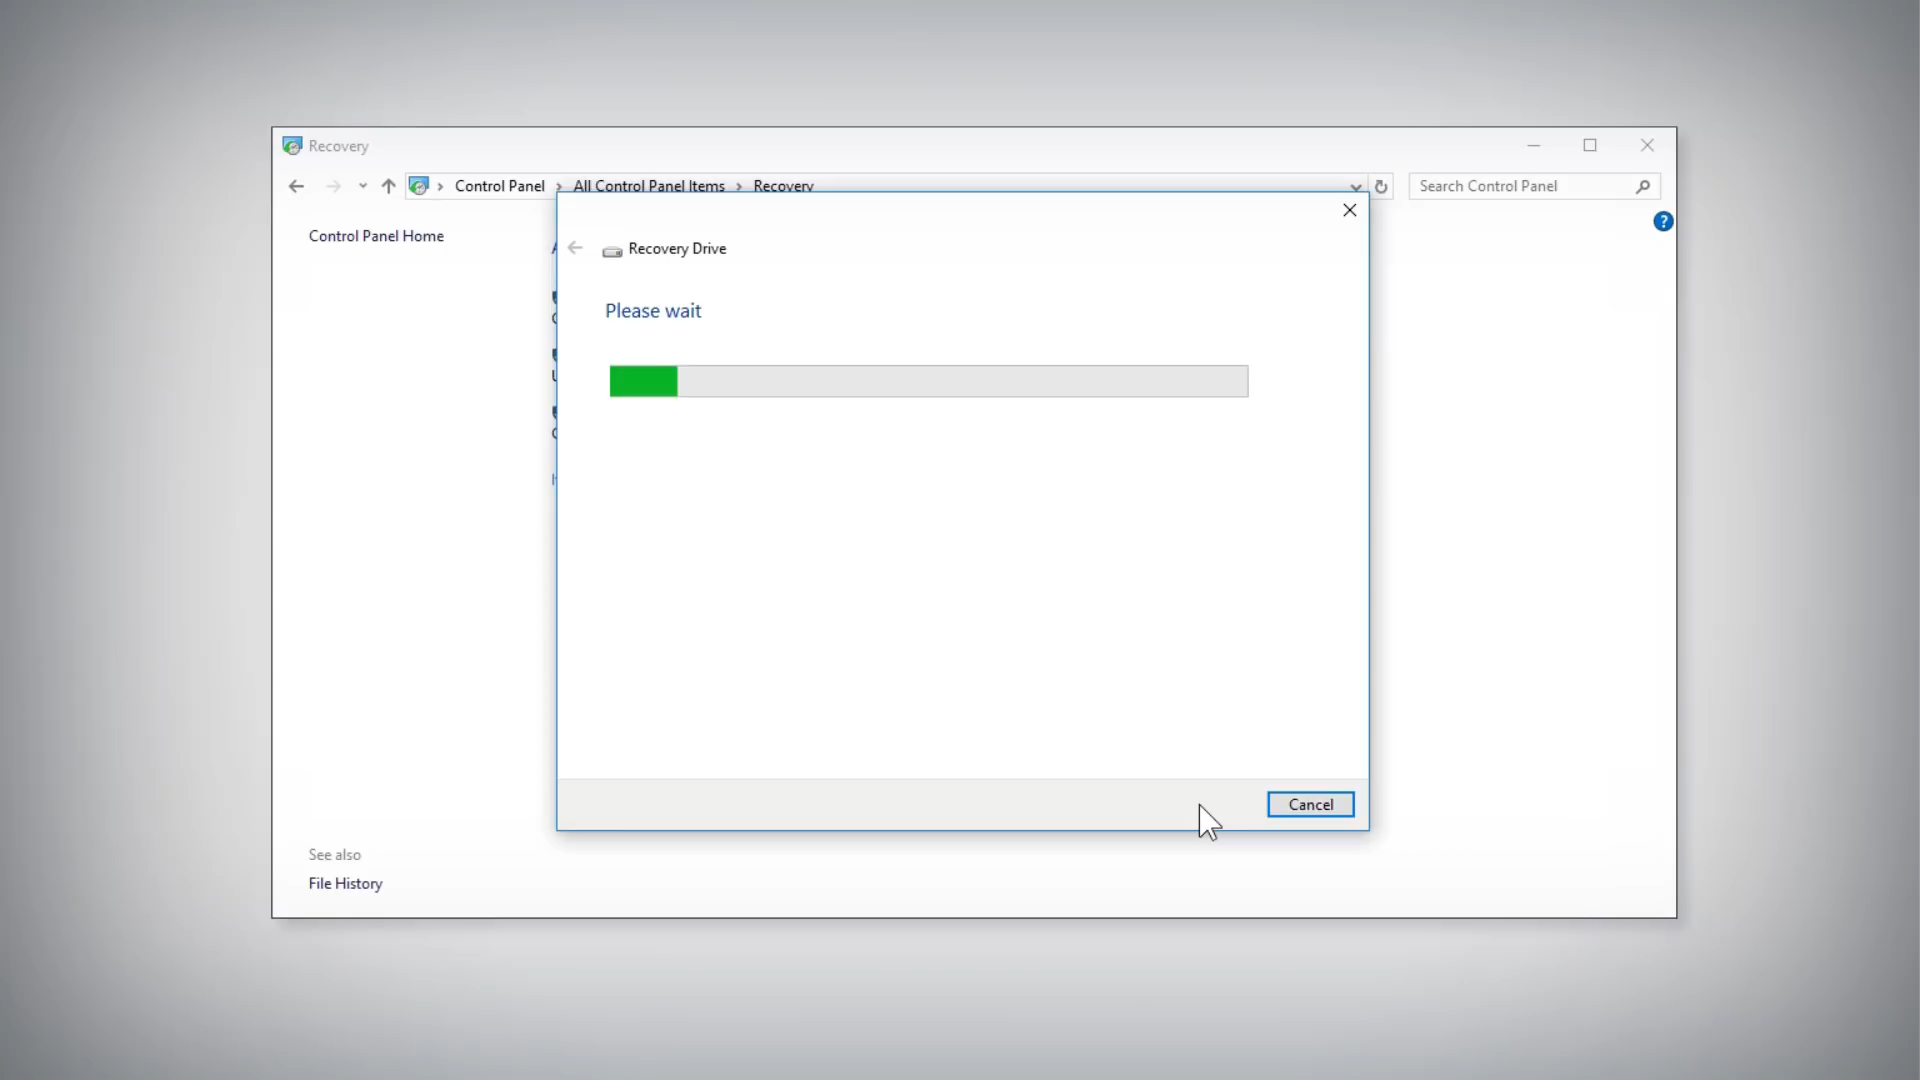 Recovery
Control Panel > All Control Panel Items > Recovery
Search Control Panel
?
Control Panel Home
Recovery Drive
Please wait
Cancel
See also
File History